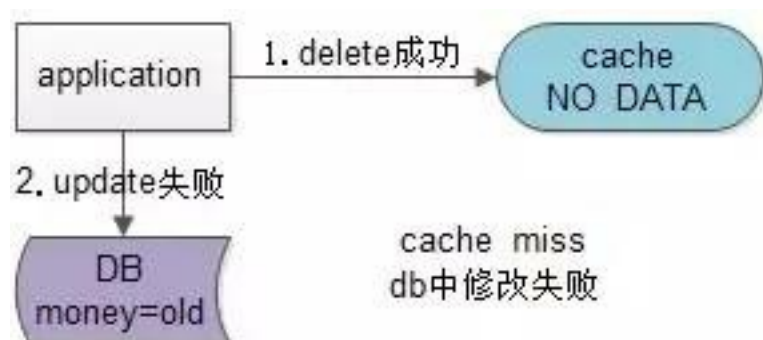 application
1. delete成功
cache
NO DATA
2. update失败
DB
money=old
cache miss
db中修改失败